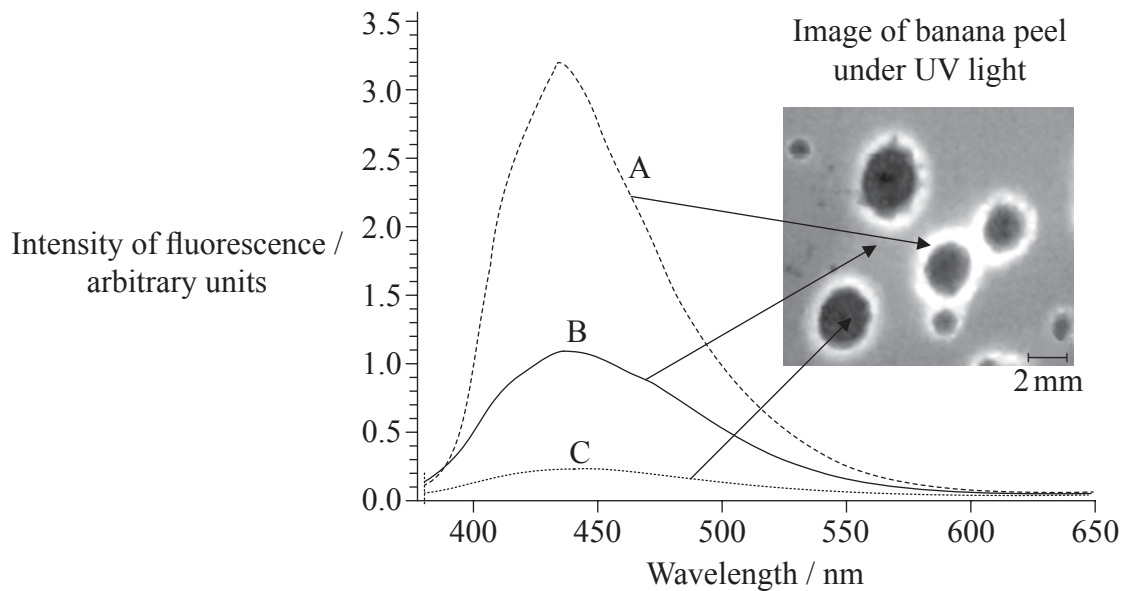 Image of banana peel
under UV light
3.5
3.0
2.5
2.0
1.5
1.0
0.5
0.0
Intensity of fluorescence /
arbitrary units
A
B
C
2 mm
400 450 500 550 600 650
Wavelength / nm